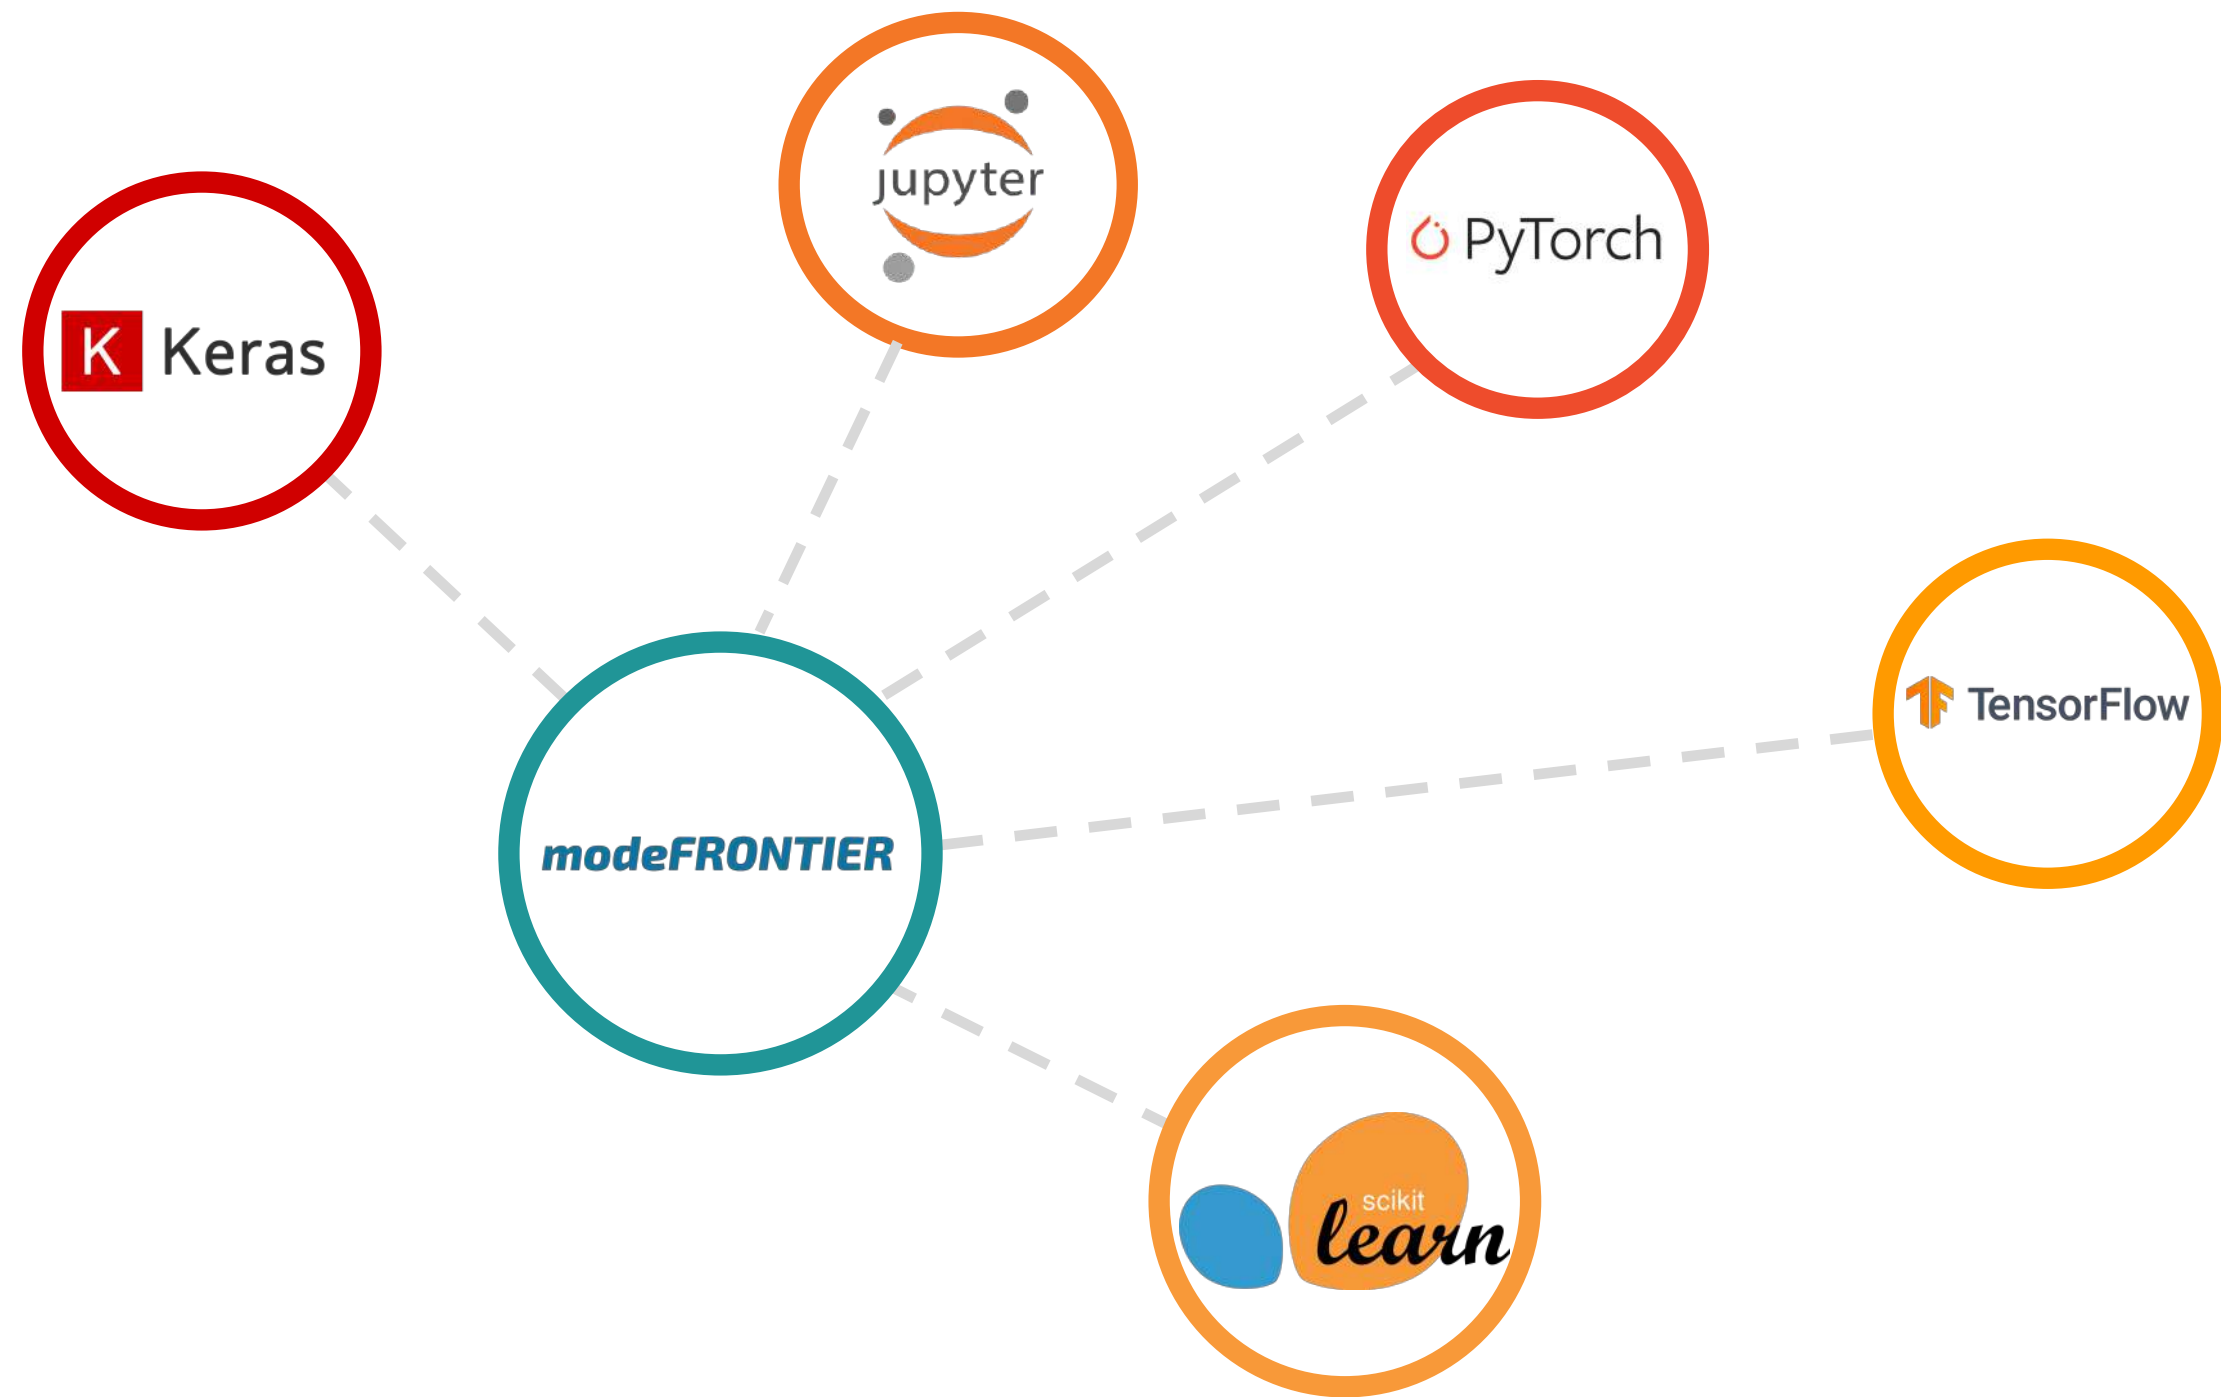 jupyter
PyTorch
K Keras
TensorFlow
modeFRONTIER
scikit
learn